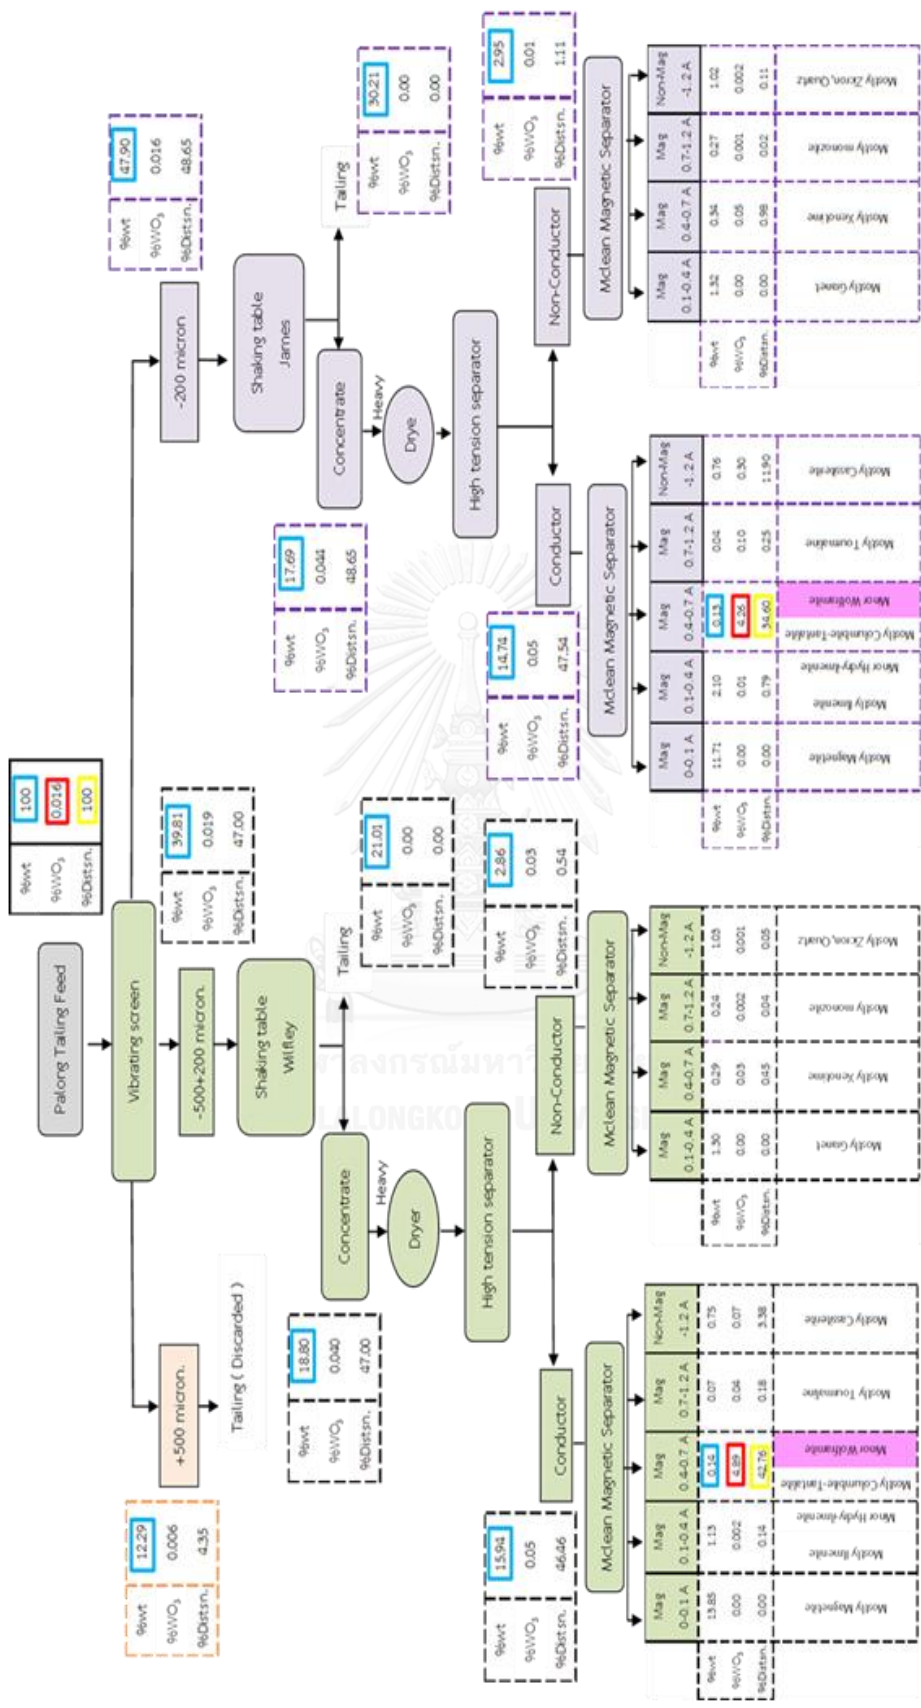 Palong Tailing Feed
%wt 100
%WO₃ 0.016
%Distsn. 100
Vibrating screen
+500 micron.
%wt 12.29
%WO₃ 0.006
%Distsn. 4.35
Tailing ( Discarded )
-500+200 micron.
%wt 39.81
%WO₃ 0.019
%Distsn. 47.00
Shaking table
Wilfley
Tailing
%wt 21.01
%WO₃ 0.00
%Distsn. 0.00
Concentrate
%wt 18.80
%WO₃ 0.040
%Distsn. 47.00
Heavy
Dryer
High tension separator
Conductor
%wt 15.94
%WO₃ 0.05
%Distsn. 46.46
Non-Conductor
%wt 2.86
%WO₃ 0.03
%Distsn. 0.54
Mclean Magnetic Separator
Mag Mag Mag Mag Non-Mag
0-0.1 A 0.1-0.4 A 0.4-0.7 A 0.7-1.2 A -1.2 A
%wt 13.85 1.13 0.14 0.07 0.75
%WO₃ 0.00 0.002 4.89 0.04 0.07
%Distsn. 0.00 0.14 42.76 0.18 3.38
Mostly Magnetite
Mostly Ilmenite
Minor Hydy-Ilmenite
Mostly Columbite-Tantalite
Minor Wolframite
Mostly Toumaline
Mostly Cassiterite
Mclean Magnetic Separator
Mag Mag Mag Non-Mag
0.1-0.4 A 0.4-0.7 A 0.7-1.2 A -1.2 A
%wt 1.30 0.29 0.24 1.03
%WO₃ 0.00 0.03 0.002 0.001
%Distsn. 0.00 0.45 0.04 0.05
Mostly Garnet
Mostly Xenotime
Mostly monozite
Mostly Zicron, Quartz,
-200 micron
%wt 47.90
%WO₃ 0.016
%Distsn. 48.65
Shaking table
James
Tailing
%wt 30.21
%WO₃ 0.00
%Distsn. 0.00
Concentrate
%wt 17.69
%WO₃ 0.044
%Distsn. 48.65
Heavy
Drye
High tension separator
Conductor
%wt 14.74
%WO₃ 0.05
%Distsn. 47.54
Non-Conductor
%wt 2.95
%WO₃ 0.01
%Distsn. 1.11
Mclean Magnetic Separator
Mag Mag Mag Mag Non-Mag
0-0.1 A 0.1-0.4 A 0.4-0.7 A 0.7-1.2 A -1.2 A
%wt 11.71 2.10 0.13 0.04 0.76
%WO₃ 0.00 0.01 4.26 0.10 0.30
%Distsn. 0.00 0.79 34.60 0.25 11.90
Mostly Magnetite
Mostly Ilmenite
Minor Hydy-Ilmenite
Mostly Columbite-Tantalite
Minor Wolframite
Mostly Toumaline
Mostly Cassiterite
Mclean Magnetic Separator
Mag Mag Mag Non-Mag
0.1-0.4 A 0.4-0.7 A 0.7-1.2 A -1.2 A
%wt 1.32 0.34 0.27 1.02
%WO₃ 0.00 0.05 0.001 0.002
%Distsn. 0.00 0.98 0.02 0.11
Mostly Garnet
Mostly Xenotime
Mostly monozite
Mostly Zicron, Quartz